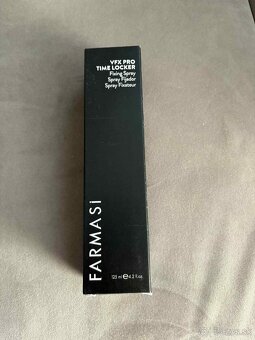 VFX PRO
TIME LOCKER
Fixing Spray
Spray Fijador
Spray Fixateur
FARMASi
125 ml ℮ 4.2 fl.oz.